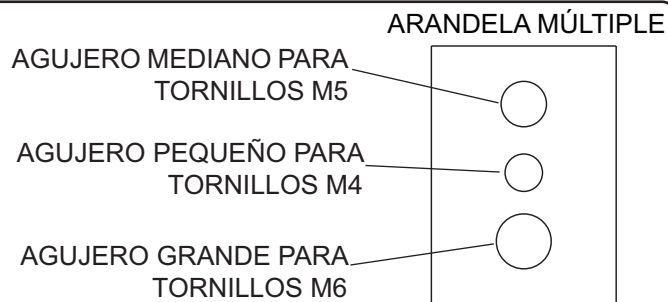 ARANDELA MÚLTIPLE
AGUJERO MEDIANO PARA
TORNILLOS M5
AGUJERO PEQUEÑO PARA
TORNILLOS M4
AGUJERO GRANDE PARA
TORNILLOS M6